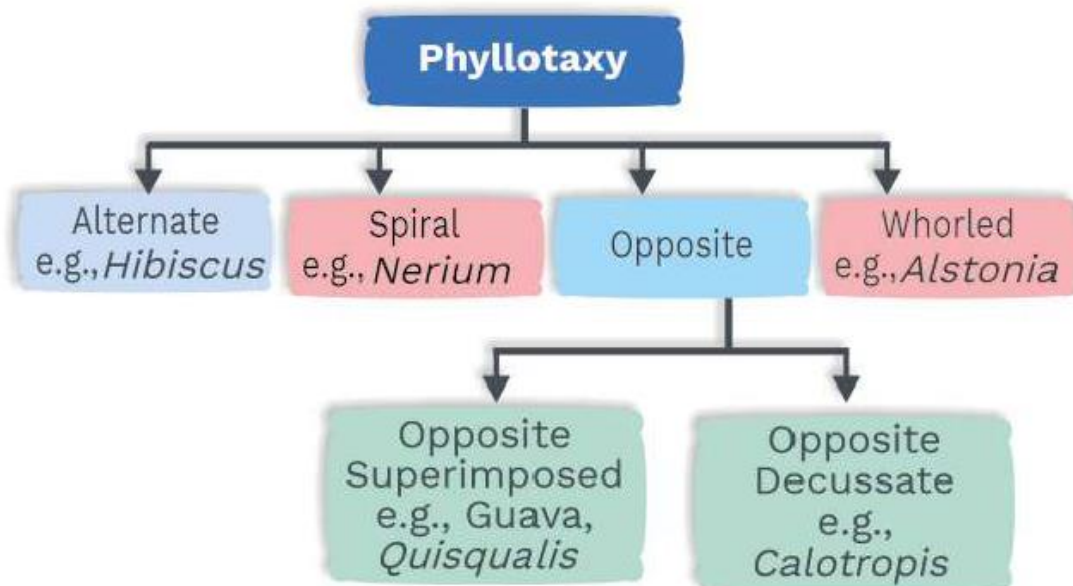 Phyllotaxy
Alternate
e.g., Hibiscus
Spiral
e.g., Nerium
Opposite
Whorled
e.g., Alstonia
Opposite
Superimposed
e.g., Guava,
Quisqualis
Opposite
Decussate
e.g.,
Calotropis